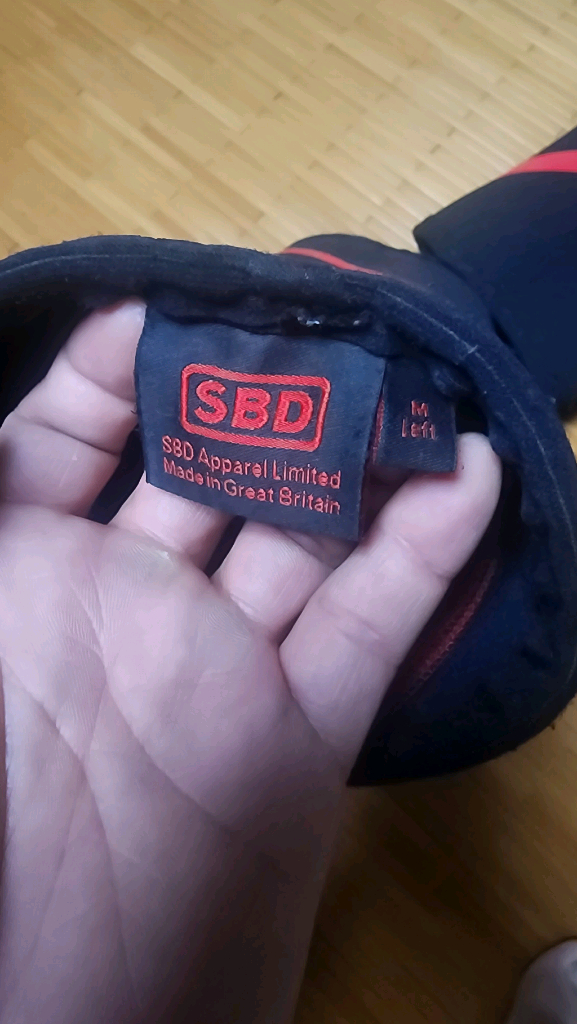 SBD
SBD Apparel Limited
Made in Great Britain
M
Left